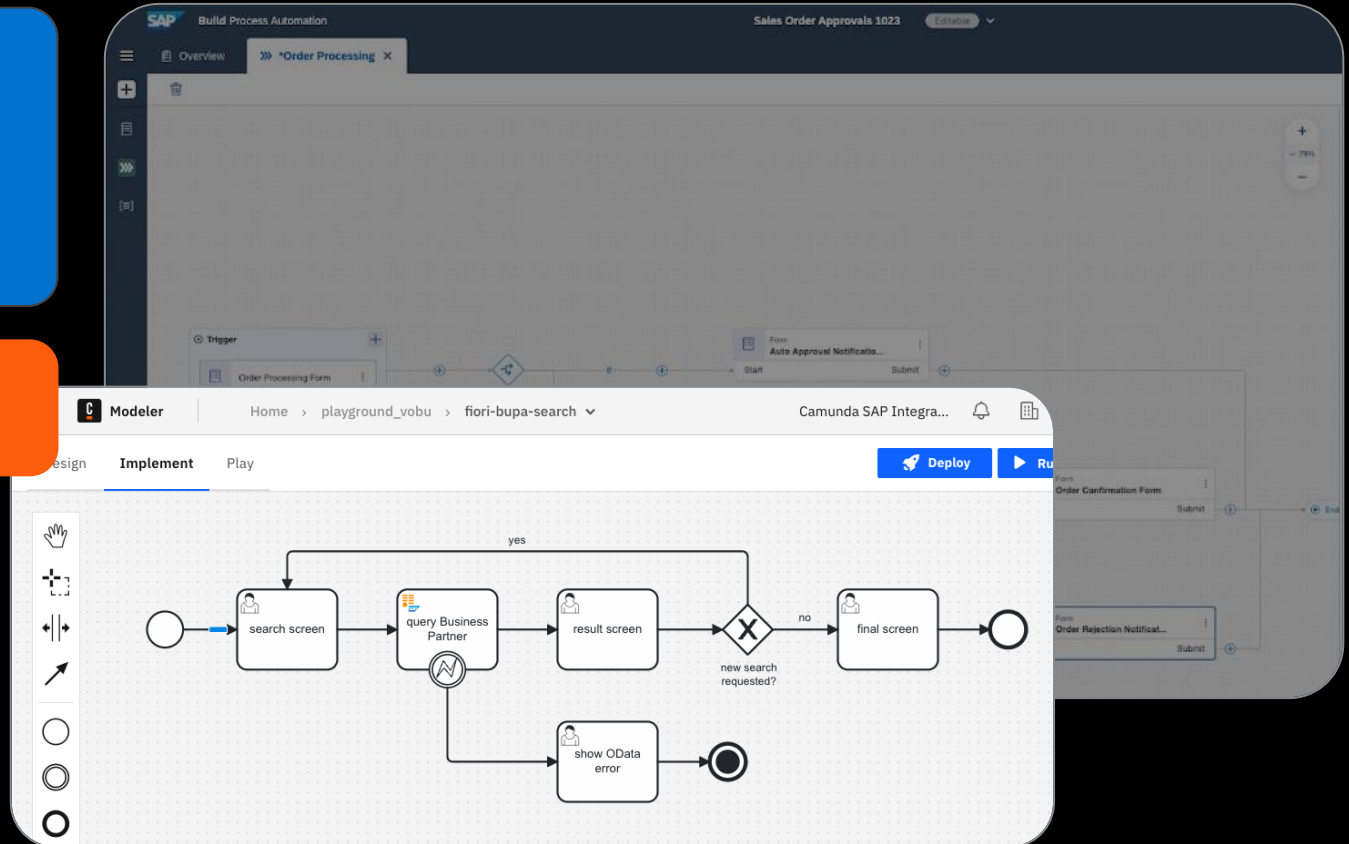 SAP Build Process Automation
Sales Order Approvals 1023
Editable
Overview
*Order Processing
79%
Trigger
Order Processing Form
Form
Auto Approval Notificatio...
Start
Submit
Form
Order Confirmation Form
Submit
End
Form
Order Rejection Notificat...
Submit
Modeler
Home > playground_vobu > fiori-bupa-search
Camunda SAP Integra...
esign
Implement
Play
Deploy
Ru
yes
search screen
query Business
Partner
result screen
new search
requested?
no
final screen
show OData
error